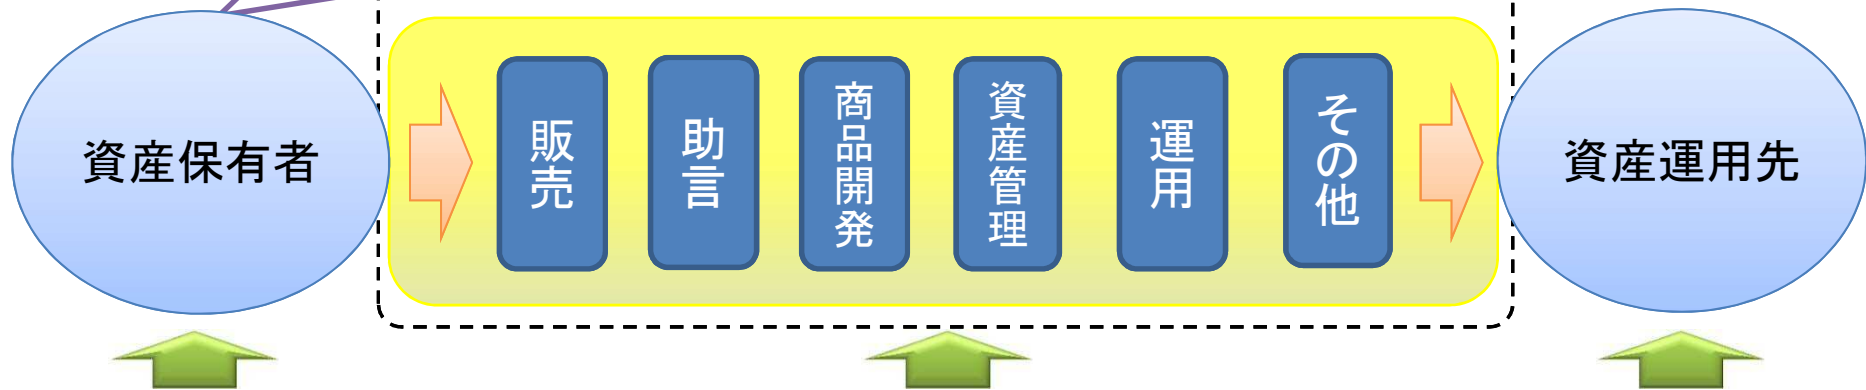 資産保有者
販売
助言
商品開発
資産管理
運用
その他
資産運用先